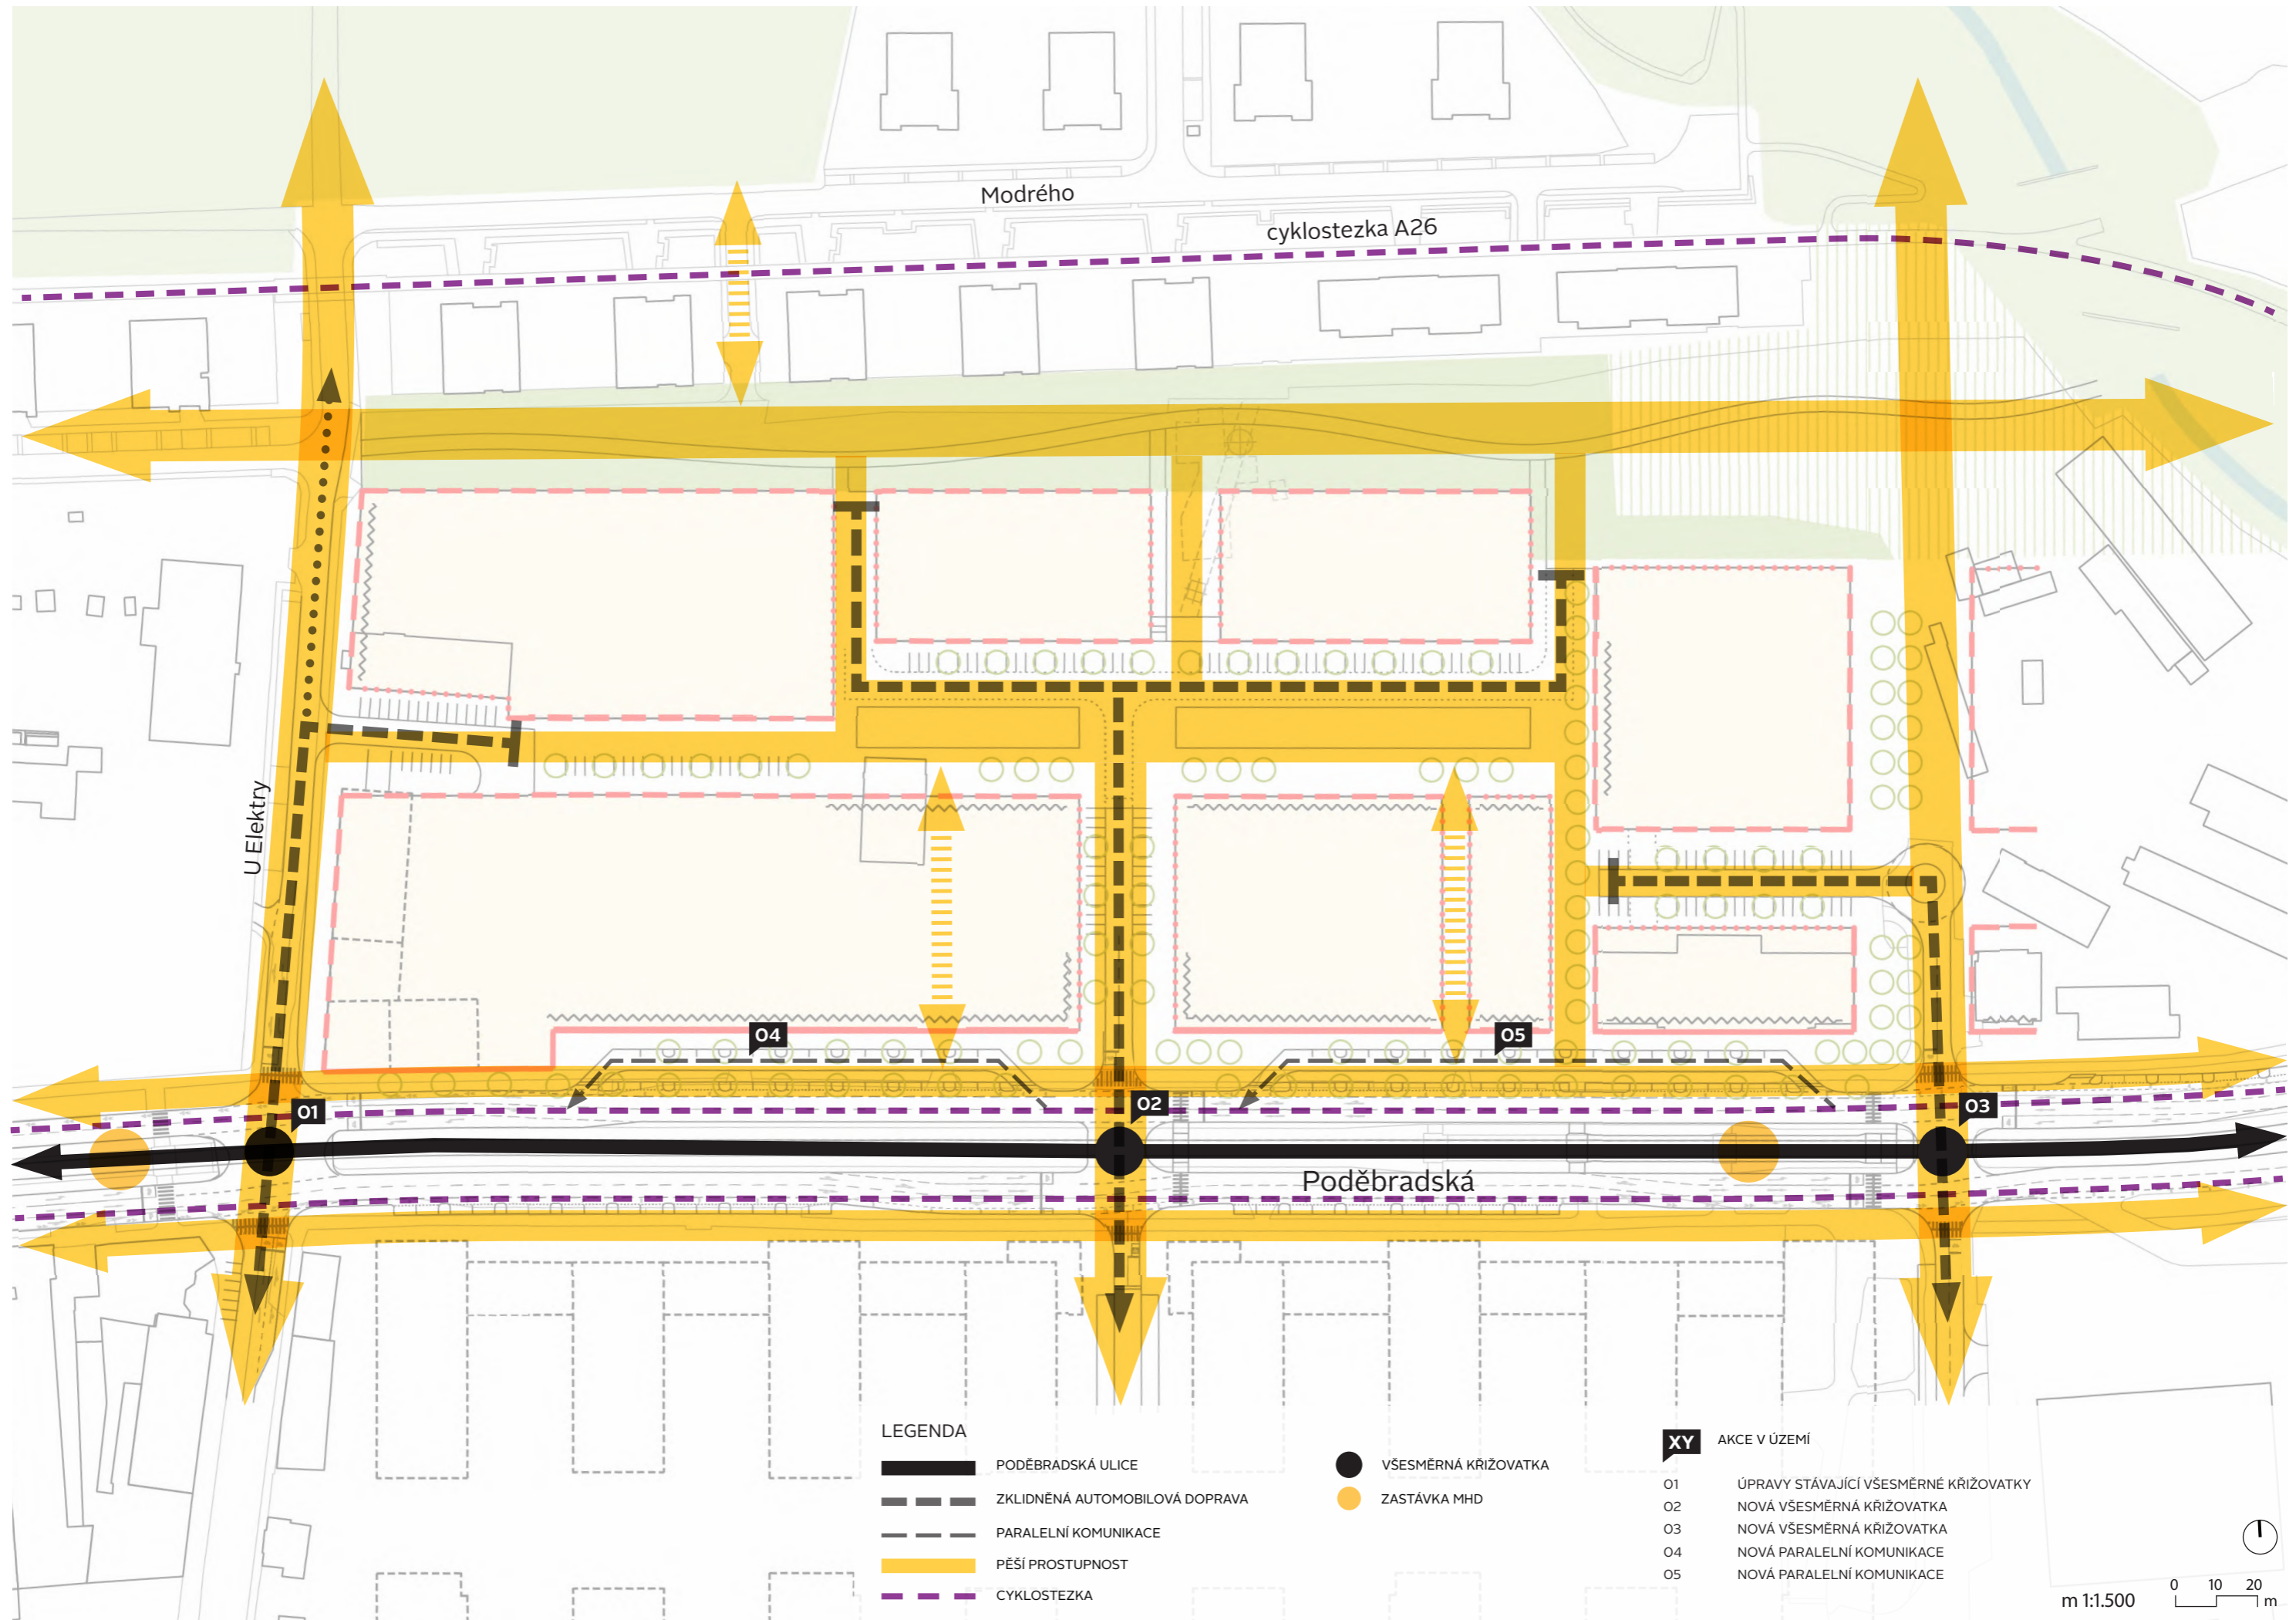 Modrého
cyklostezka A26
U Elektry
04
05
01
02
03
Poděbradská
LEGENDA
PODĚBRADSKÁ ULICE
ZKLIDNĚNÁ AUTOMOBILOVÁ DOPRAVA
PARALELNÍ KOMUNIKACE
PĚŠÍ PROSTUPNOST
CYKLOSTEZKA
VŠESMĚRNÁ KŘIŽOVATKA
ZASTÁVKA MHD
XY AKCE V ÚZEMÍ
01 ÚPRAVY STÁVAJÍCÍ VŠESMĚRNÉ KŘIŽOVATKY
02 NOVÁ VŠESMĚRNÁ KŘIŽOVATKA
03 NOVÁ VŠESMĚRNÁ KŘIŽOVATKA
04 NOVÁ PARALELNÍ KOMUNIKACE
05 NOVÁ PARALELNÍ KOMUNIKACE
m 1:1.500
0 10 20
m